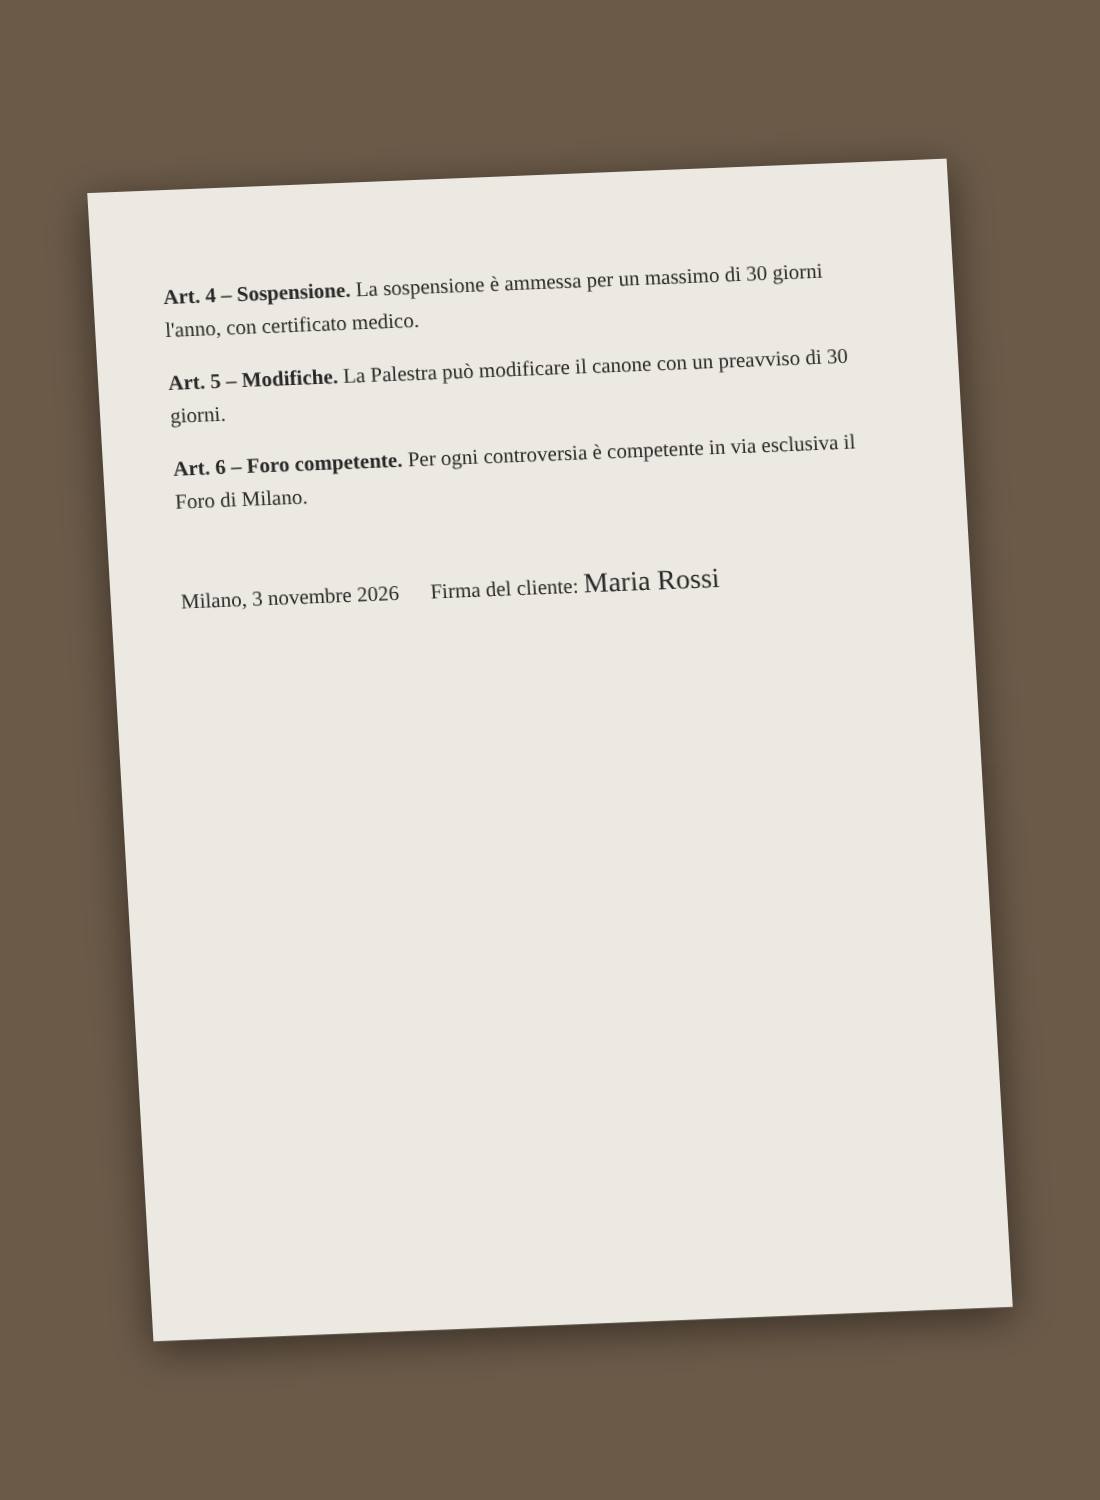 Art. 4 – Sospensione. La sospensione è ammessa per un massimo di 30 giorni
l'anno, con certificato medico.
Art. 5 – Modifiche. La Palestra può modificare il canone con un preavviso di 30
giorni.
Art. 6 – Foro competente. Per ogni controversia è competente in via esclusiva il
Foro di Milano.
Milano, 3 novembre 2026 Firma del cliente: Maria Rossi